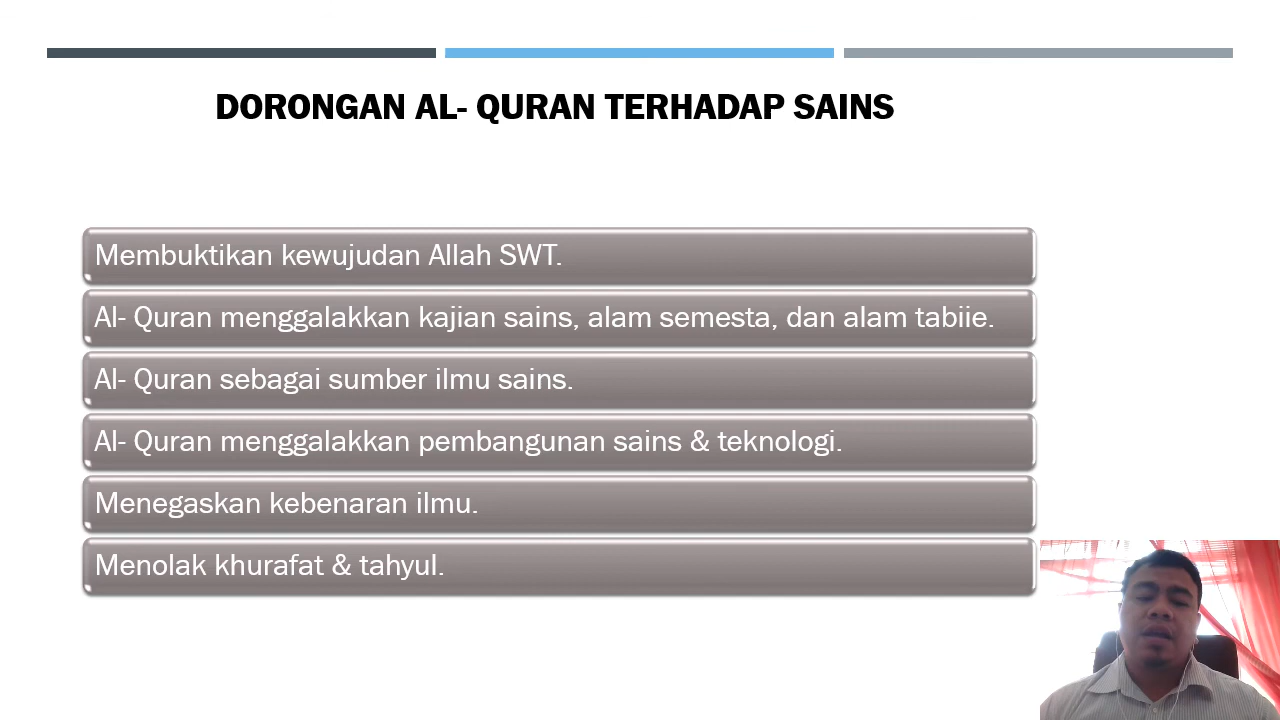 DORONGAN AL- QURAN TERHADAP SAINS
Membuktikan kewujudan Allah SWT.
Al- Quran menggalakkan kajian sains, alam semesta, dan alam tabiie.
Al- Quran sebagai sumber ilmu sains.
Al- Quran menggalakkan pembangunan sains & teknologi.
Menegaskan kebenaran ilmu.
Menolak khurafat & tahyul.